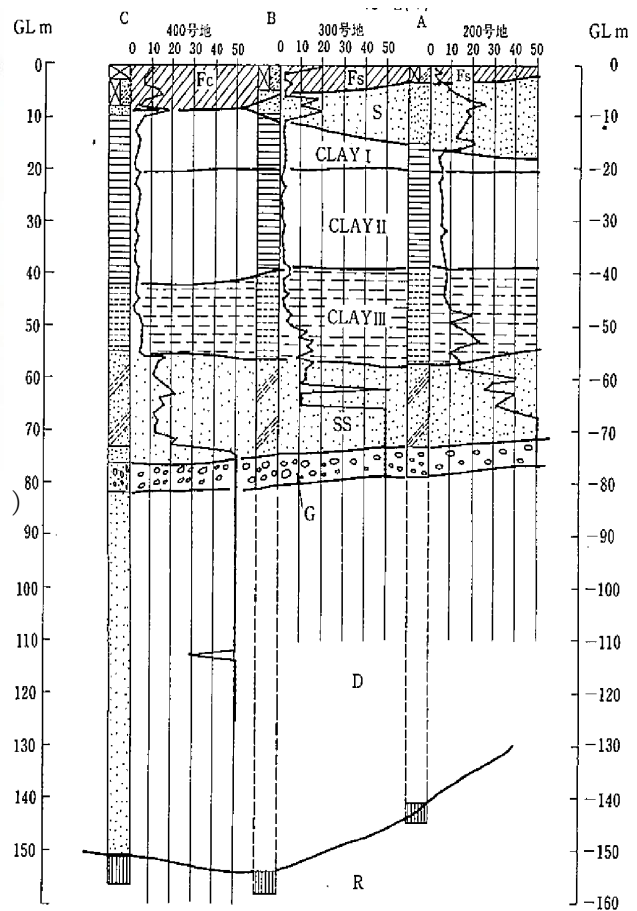 C B A
GL m 400号地 300号地 200号地 GL m
0 10 20 30 40 50 0 10 20 30 40 50 0 10 20 30 40 50
0 Fc Fs Fs 0
10 S −10
CLAY I
20 −20
30 CLAY II −30
40 −40
50 CLAY III −50
60 −60
70 SS −70
80 −80
)
90 G −90
100 −100
110 −110
120 D −120
130 −130
140 −140
150 −150
R
−160